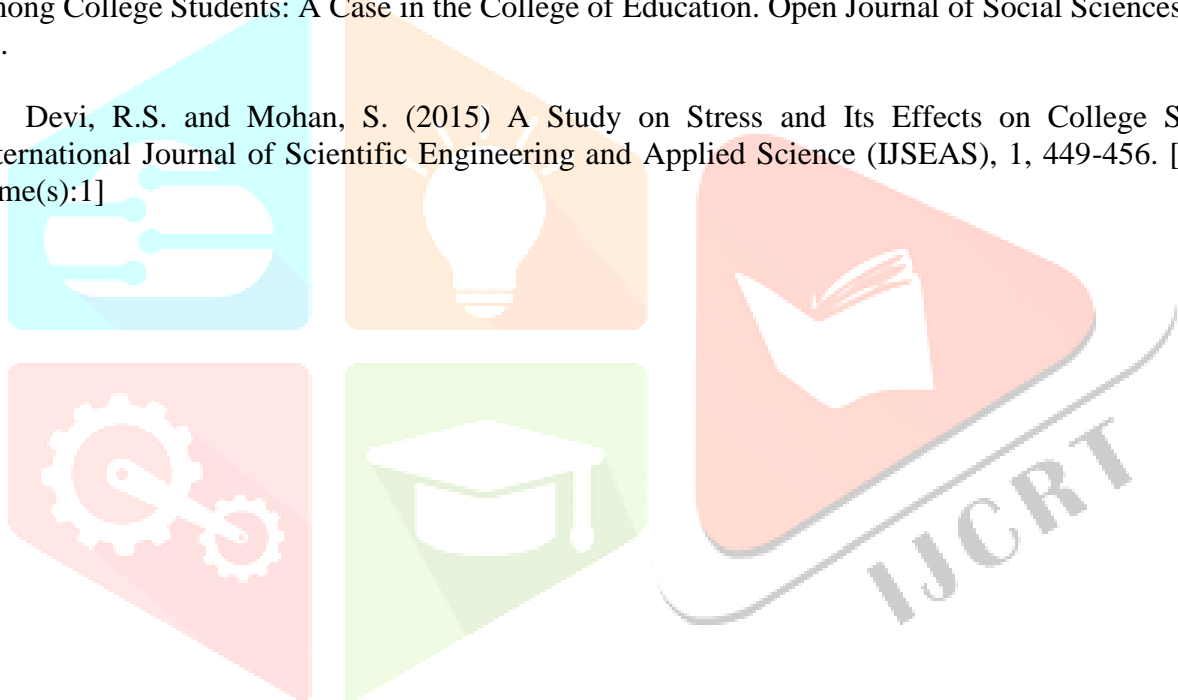 mong College Students: A Case in the College of Education. Open Journal of Social Sciences
.
Devi, R.S. and Mohan, S. (2015) A Study on Stress and Its Effects on College S
ternational Journal of Scientific Engineering and Applied Science (IJSEAS), 1, 449-456. [
me(s):1]
IJCRT